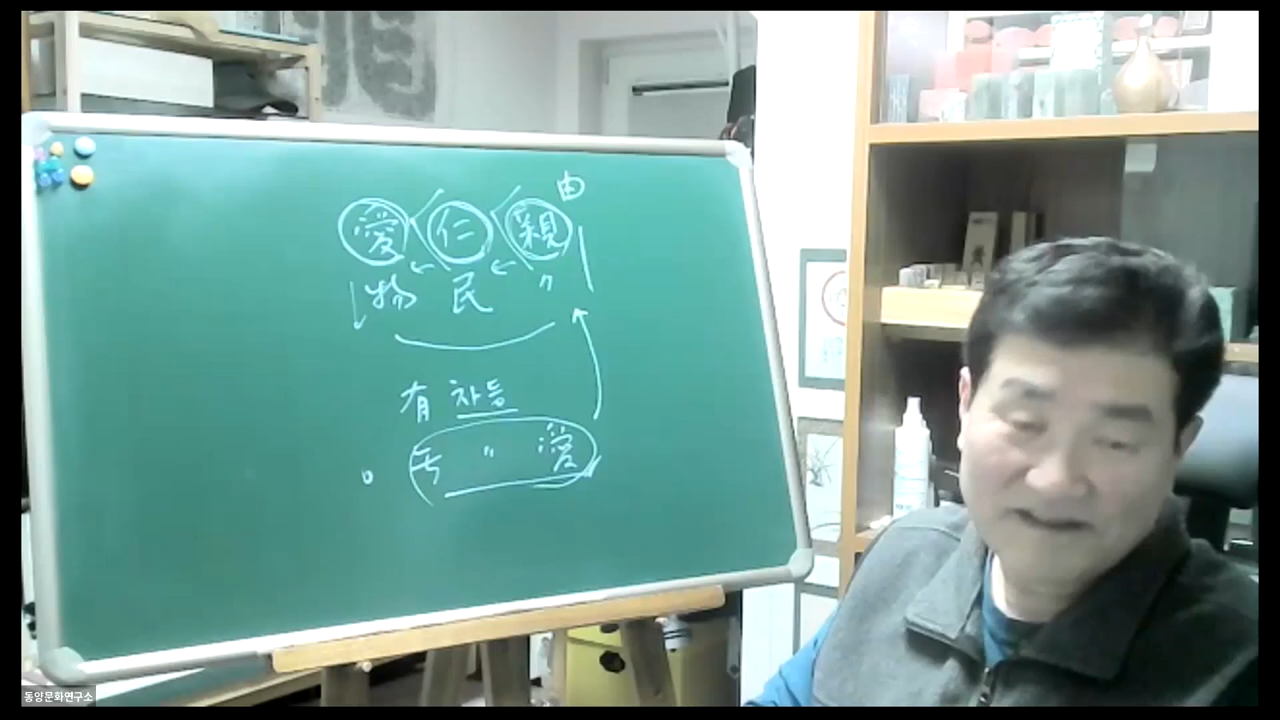 由
愛 仁 親
物 民 〃
有 차등
〃 愛
동양문화연구소